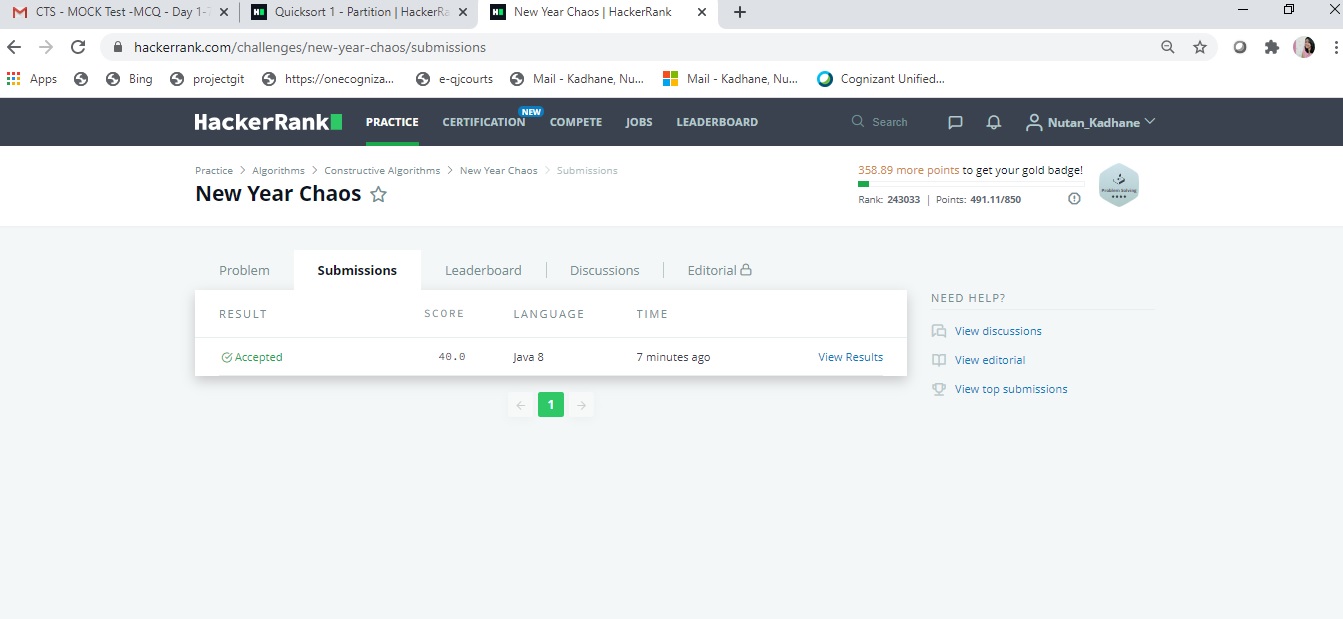 CTS - MOCK Test -MCQ - Day 1- Quicksort 1 - Partition | HackerRa New Year Chaos | HackerRank
hackerrank.com/challenges/new-year-chaos/submissions
Apps Bing projectgit https://onecogniza... e-qjcourts Mail - Kadhane, Nu... Mail - Kadhane, Nu... Cognizant Unified...
HackerRank PRACTICE CERTIFICATION NEW COMPETE JOBS LEADERBOARD Search Nutan_Kadhane
Practice > Algorithms > Constructive Algorithms > New Year Chaos > Submissions
358.89 more points to get your gold badge!
New Year Chaos
Problem Solving
Rank: 243033 | Points: 491.11/850
Problem Submissions Leaderboard Discussions Editorial
RESULT SCORE LANGUAGE TIME
Accepted 40.0 Java 8 7 minutes ago View Results
1
NEED HELP?
View discussions
View editorial
View top submissions